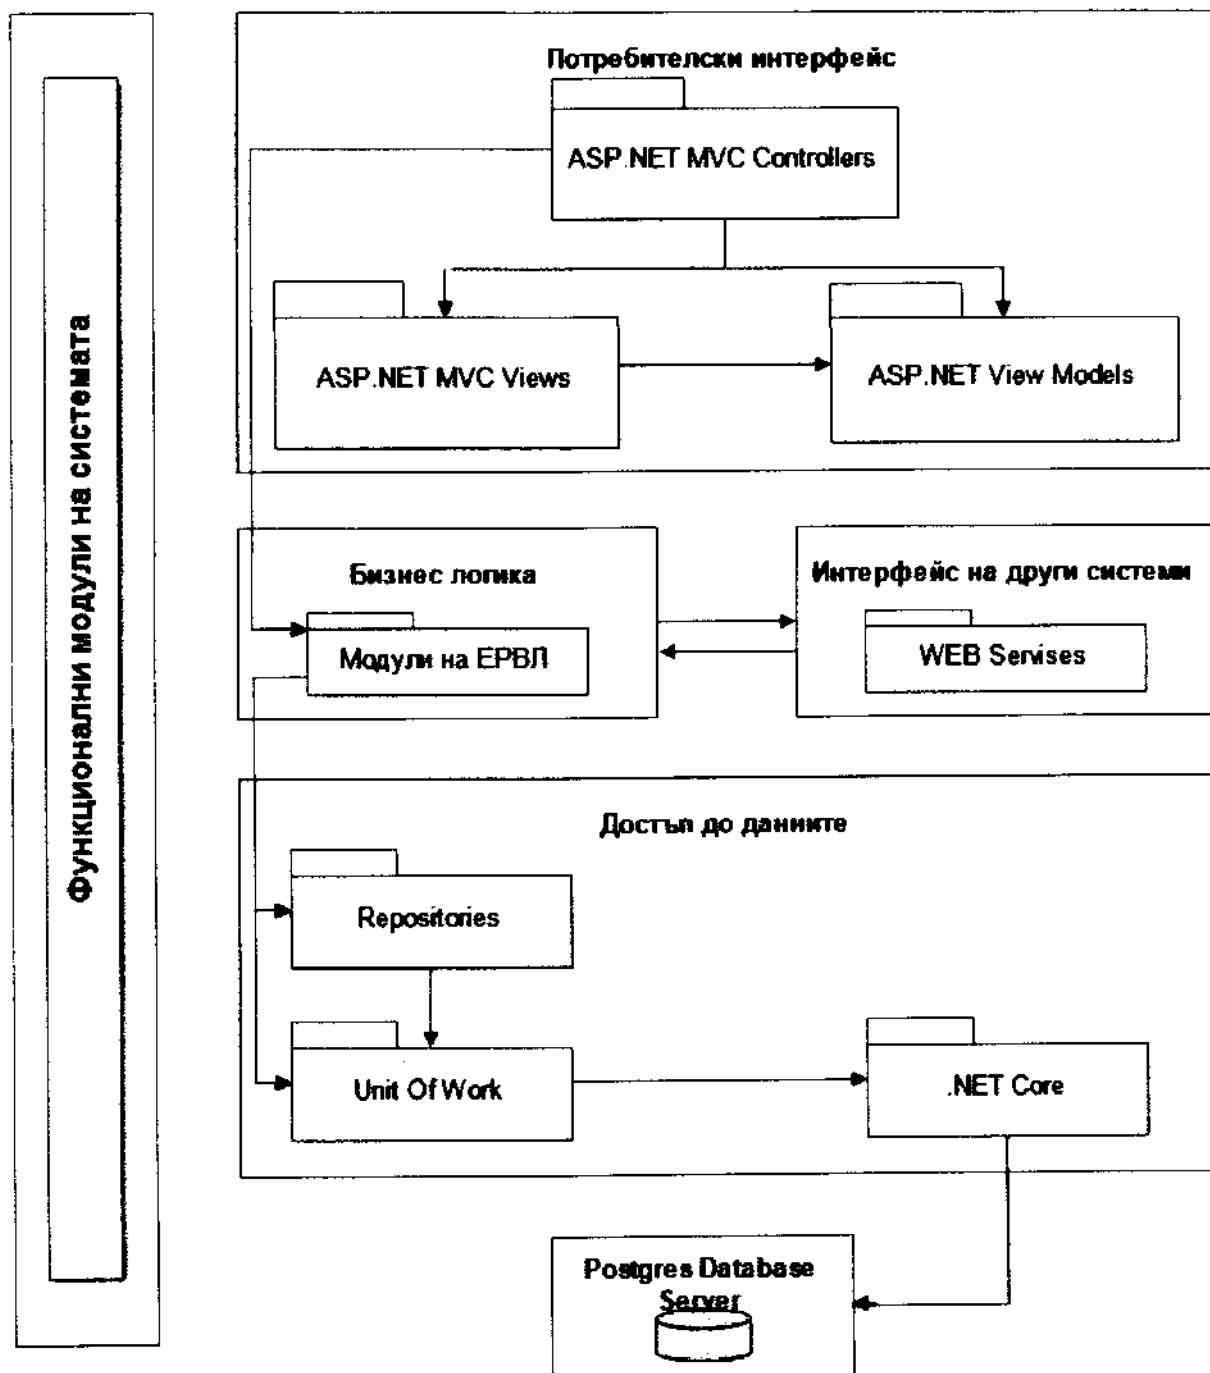 Функционални модули на системата
Потребителски интерфейс
ASP.NET MVC Controllers
ASP.NET MVC Views
ASP.NET View Models
Бизнес логика
Модули на ЕРВЛ
Интерфейс на други системи
WEB Servises
Достъп до данните
Repositories
Unit Of Work
.NET Core
Postgres Database
Server